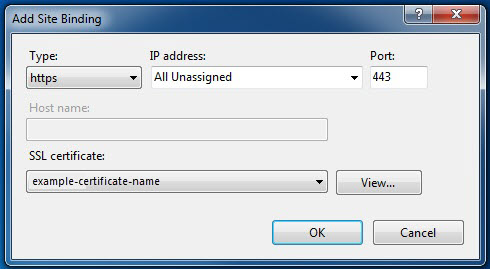 Add Site Binding
Type: IP address: Port:
https All Unassigned 443
Host name:
SSL certificate:
example-certificate-name View...
OK Cancel